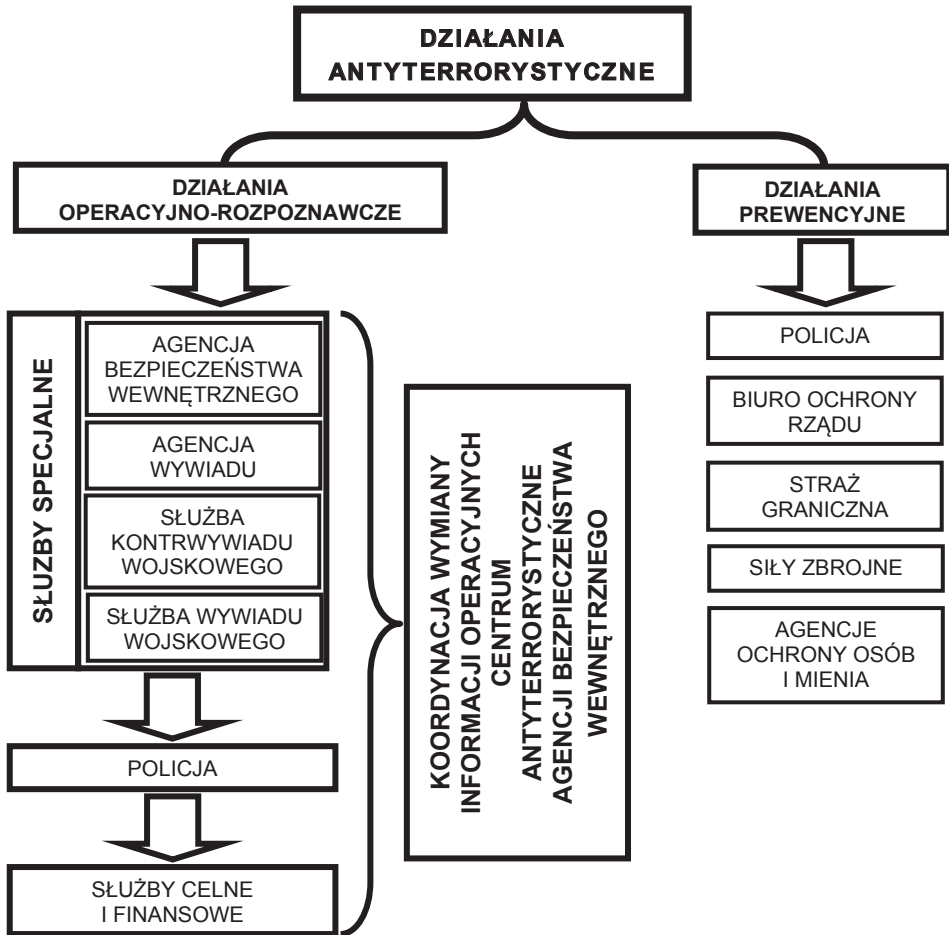 DZIAŁANIA
ANTYTERRORYSTYCZNE
DZIAŁANIA
OPERACYJNO-ROZPOZNAWCZE
DZIAŁANIA
PREWENCYJNE
SŁUZBY SPECJALNE
AGENCJA
BEZPIECZEŃSTWA
WEWNĘTRZNEGO
AGENCJA
WYWIADU
SŁUŻBA
KONTRWYWIADU
WOJSKOWEGO
SŁUŻBA WYWIADU
WOJSKOWEGO
POLICJA
SŁUŻBY CELNE
I FINANSOWE
KOORDYNACJA WYMIANY
INFORMACJI OPERACYJNYCH
CENTRUM
ANTYTERRORYSTYCZNE
AGENCJI BEZPIECZEŃSTWA
WEWNĘTRZNEGO
POLICJA
BIURO OCHRONY
RZĄDU
STRAŻ
GRANICZNA
SIŁY ZBROJNE
AGENCJE
OCHRONY OSÓB
I MIENIA